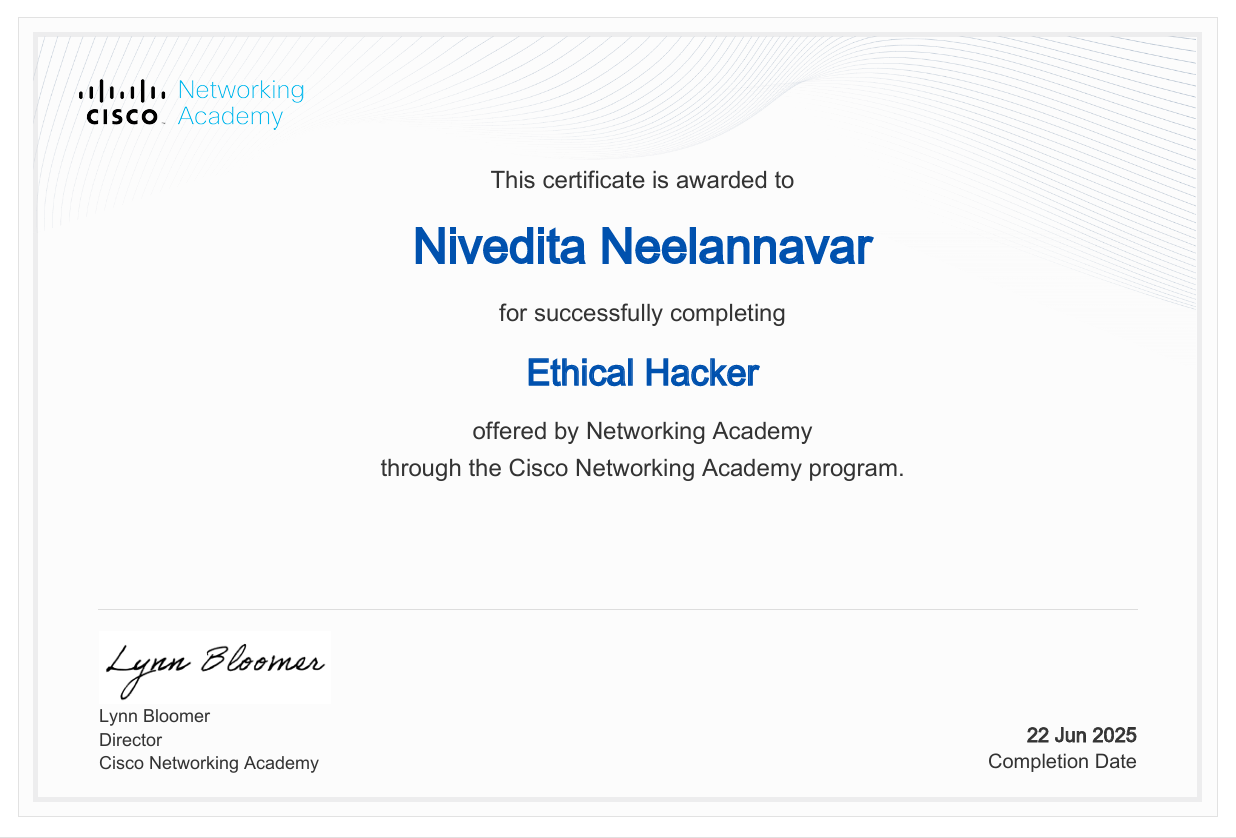 Networking
Academy
CISCO
This certificate is awarded to
Nivedita Neelannavar
for successfully completing
Ethical Hacker
offered by Networking Academy
through the Cisco Networking Academy program.
Lynn Bloomer
Lynn Bloomer
Director
Cisco Networking Academy
22 Jun 2025
Completion Date